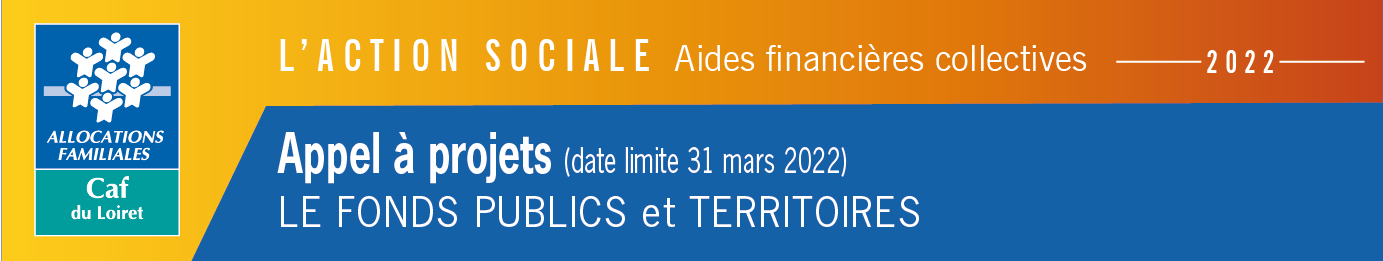 ALLOCATIONS
FAMILIALES
Caf
du Loiret
L'ACTION SOCIALE Aides financières collectives 2022
Appel à projets (date limite 31 mars 2022)
LE FONDS PUBLICS et TERRITOIRES